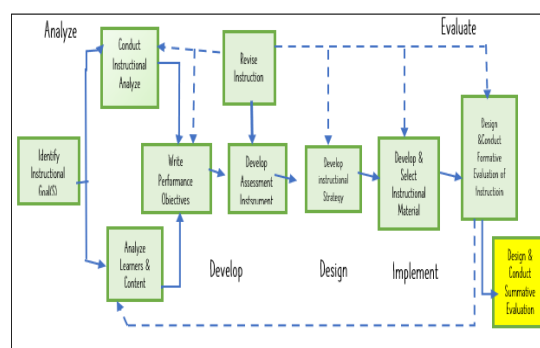 Analyze
Evaluate
Conduct
Instructional
Analyze
Revise
Instruction
Identify
Instructional
Goal(S)
Write
Performance
Objectives
Develop
Assessment
Instrument
Develop
instructional
Strategy
Develop &
Select
Instructional
Material
Design
&Conduct
Formative
Evaluation of
Instructioin
Analyze
Learners &
Content
Develop
Design
Implement
Design &
Conduct
Summative
Evaluation